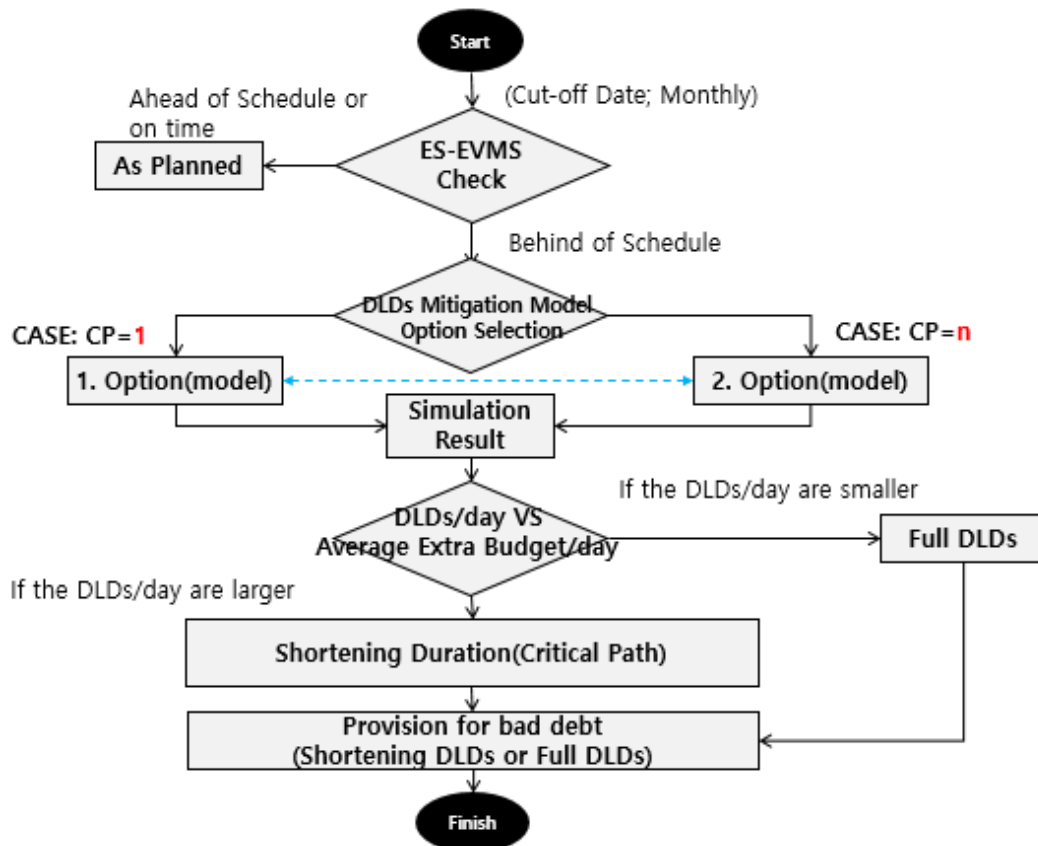 Start
(Cut-off Date; Monthly)
Ahead of Schedule or
on time
As Planned
ES-EVMS
Check
Behind of Schedule
DLDs Mitigation Model
Option Selection
CASE: CP=1
CASE: CP=n
1. Option(model)
2. Option(model)
Simulation
Result
If the DLDs/day are smaller
DLDs/day VS
Average Extra Budget/day
Full DLDs
If the DLDs/day are larger
Shortening Duration(Critical Path)
Provision for bad debt
(Shortening DLDs or Full DLDs)
Finish